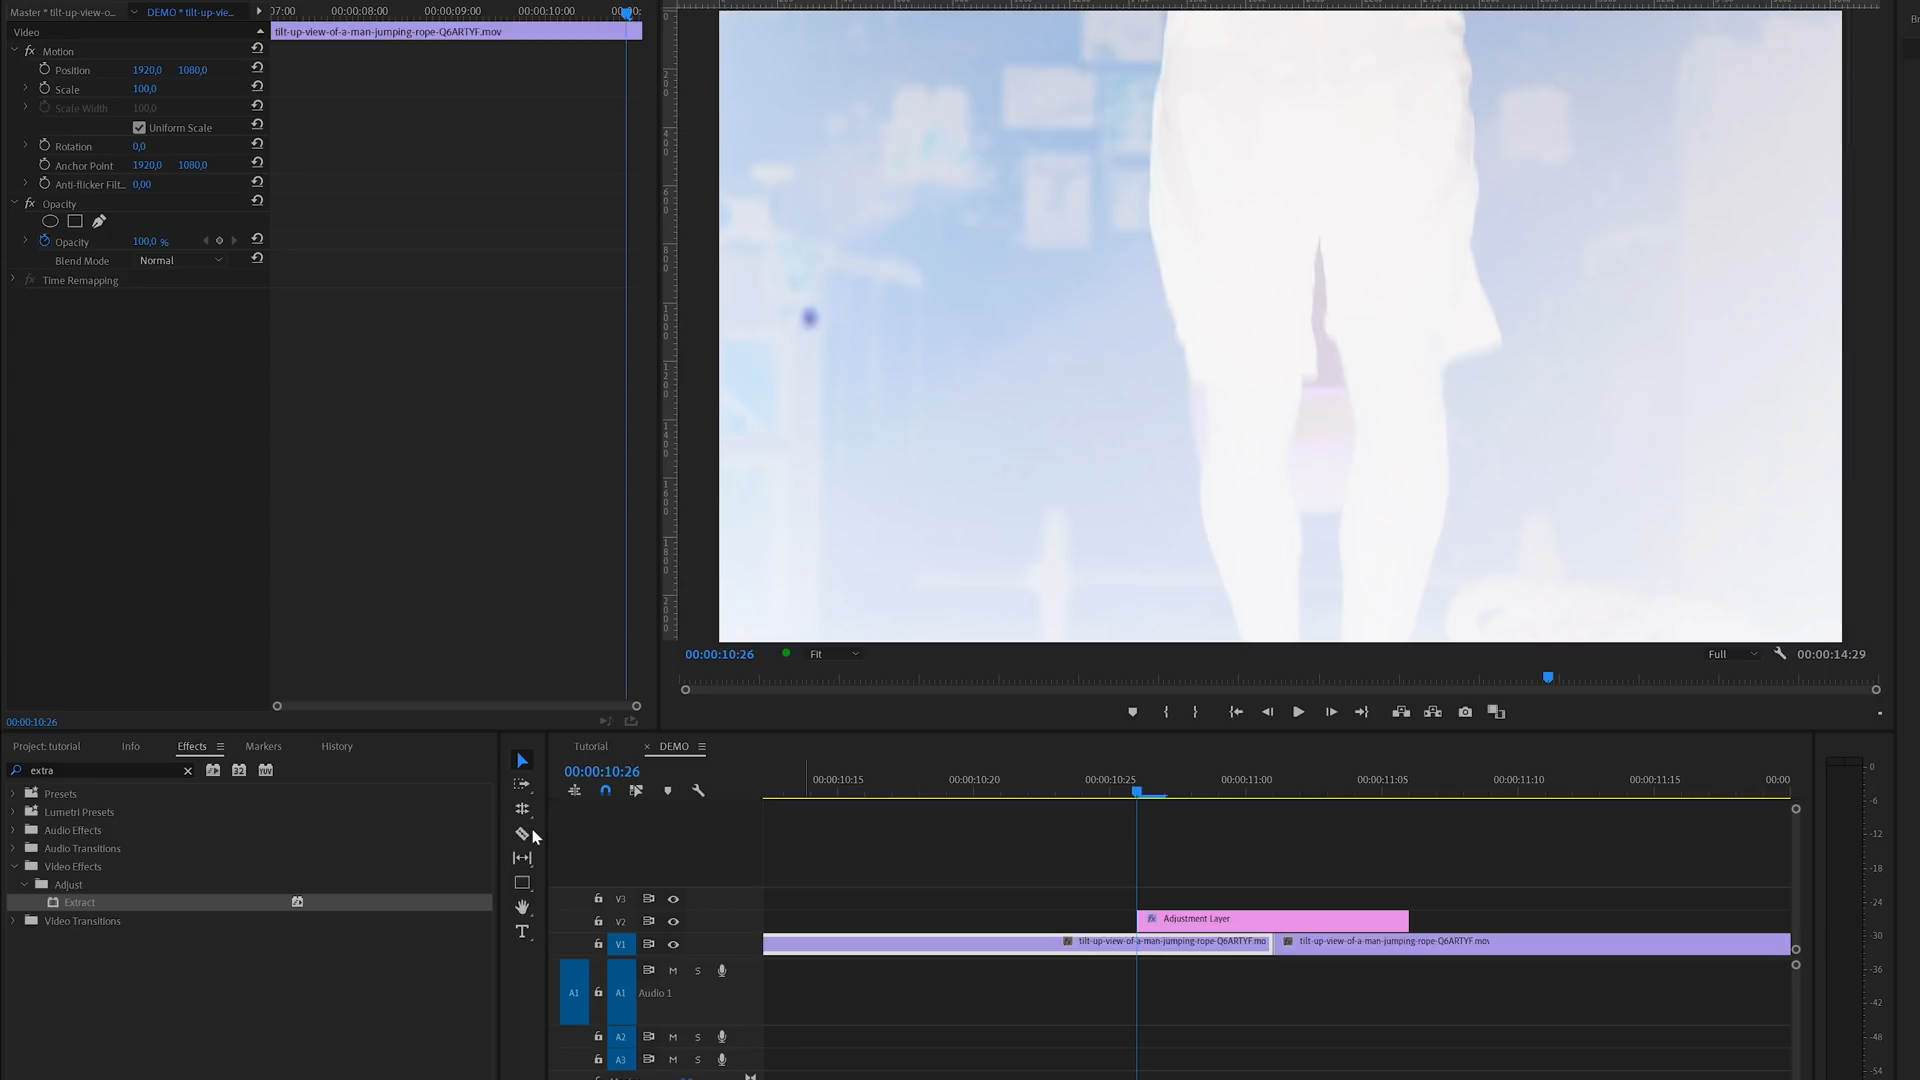 Master * tilt-up-view-o...
DEMO * tilt-up-vie...
07:00
00:00:08:00
00:00:09:00
00:00:10:00
00:00:
Video
tilt-up-view-of-a-man-jumping-rope-Q6ARTYF.mov
fx Motion
Position 1920,0 1080,0
Scale 100,0
Scale Width 100,0
Uniform Scale
Rotation 0,0
Anchor Point 1920,0 1080,0
Anti-flicker Filt... 0,00
fx Opacity
Opacity 100,0 %
Blend Mode Normal
fx Time Remapping
00:00:10:26
00:00:10:26
Fit
Full
00:00:14:29
Project: tutorial
Info
Effects
Markers
History
extra
32
YUV
Presets
Lumetri Presets
Audio Effects
Audio Transitions
Video Effects
Adjust
Extract
Video Transitions
Tutorial
× DEMO
00:00:10:26
00:00:10:15
00:00:10:20
00:00:10:25
00:00:11:00
00:00:11:05
00:00:11:10
00:00:11:15
00:00
V3
V2
fx Adjustment Layer
V1
fx tilt-up-view-of-a-man-jumping-rope-Q6ARTYF.mo
fx tilt-up-view-of-a-man-jumping-rope-Q6ARTYF.mov
A1 A1 M S
Audio 1
A2 M S
A3 M S
0
-6
-12
-18
-24
-30
-36
-42
-48
-54